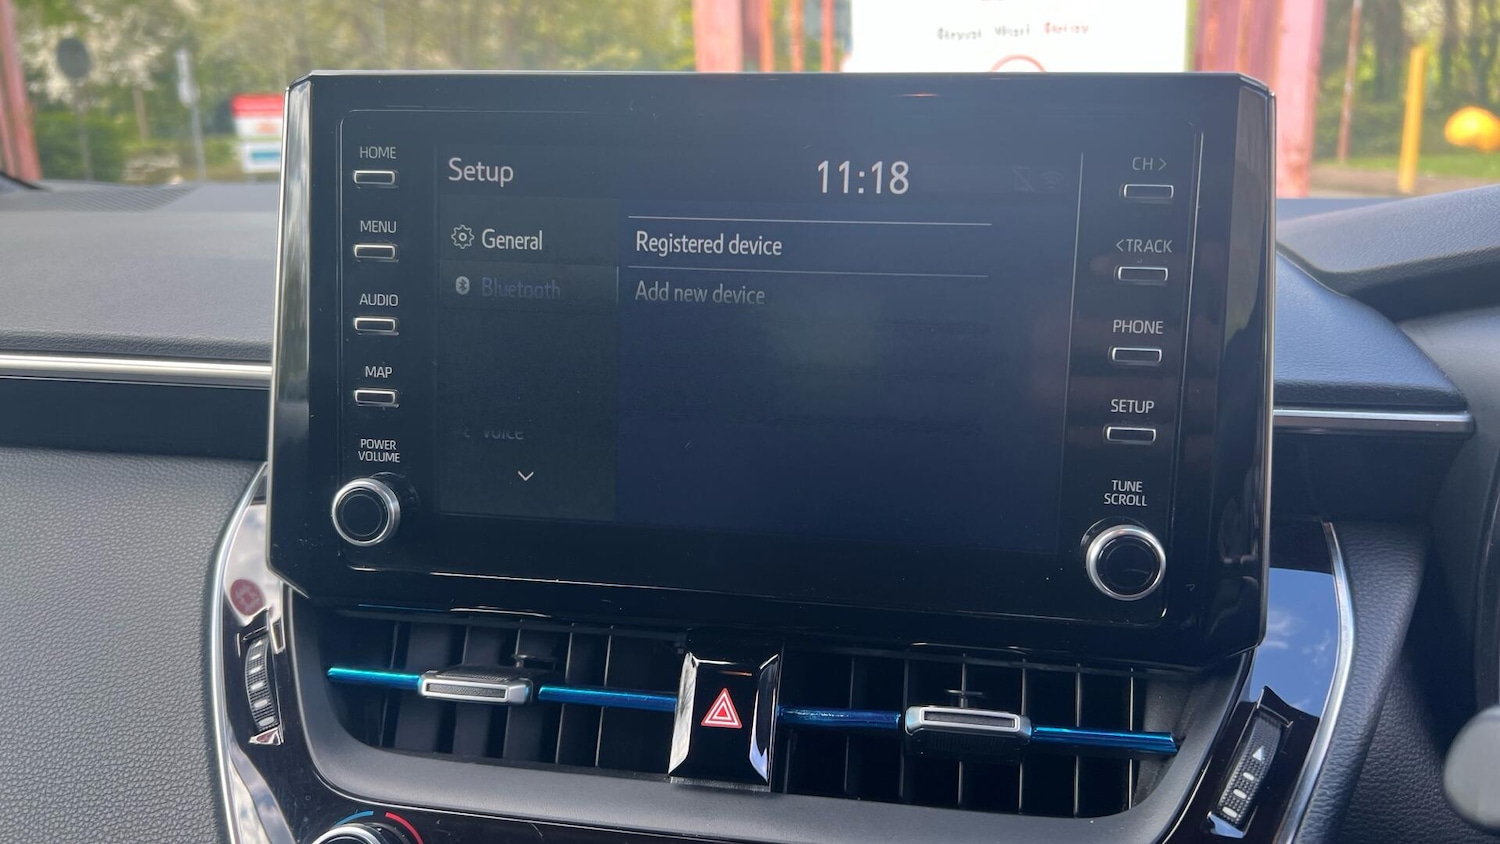 HOME
MENU
AUDIO
MAP
POWER
VOLUME
Setup
11:18
General
Bluetooth
Voice
Registered device
Add new device
CH >
< TRACK
PHONE
SETUP
TUNE
SCROLL